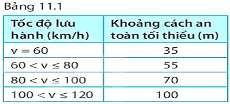 Bảng 11.1
Tốc độ lưu hành (km/h) Khoảng cách an toàn tối thiểu (m)
v = 60 35
60 < v ≤ 80 55
80 < v ≤ 100 70
100 < v ≤ 120 100